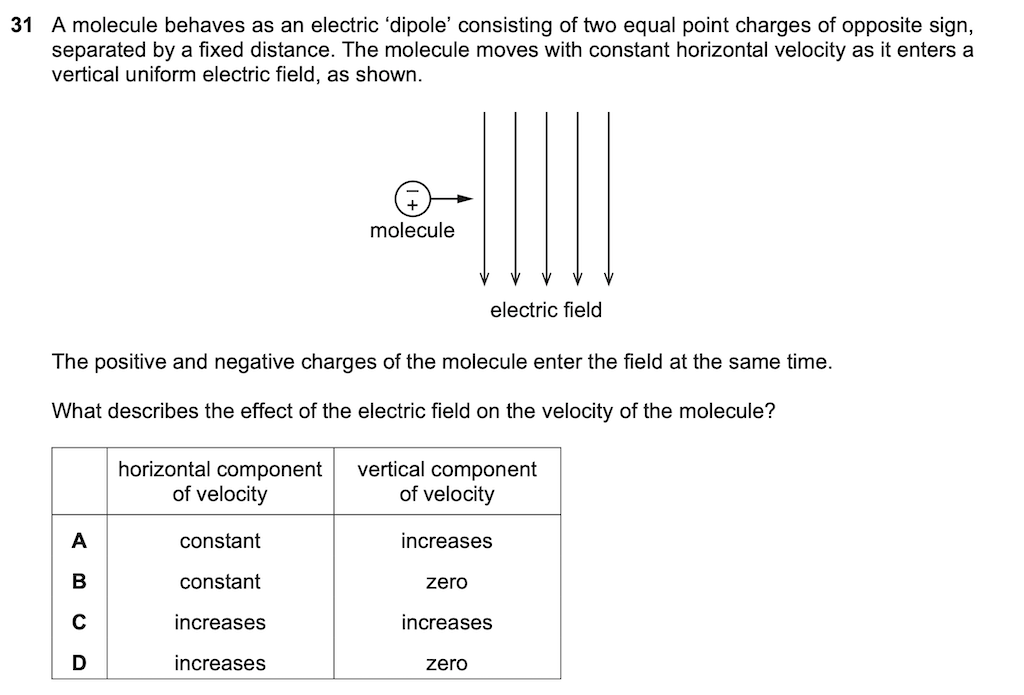 31 A molecule behaves as an electric ‘dipole’ consisting of two equal point charges of opposite sign,
separated by a fixed distance. The molecule moves with constant horizontal velocity as it enters a
vertical uniform electric field, as shown.
−
+
molecule
electric field
The positive and negative charges of the molecule enter the field at the same time.
What describes the effect of the electric field on the velocity of the molecule?
horizontal component
of velocity
vertical component
of velocity
A constant increases
B constant zero
C increases increases
D increases zero